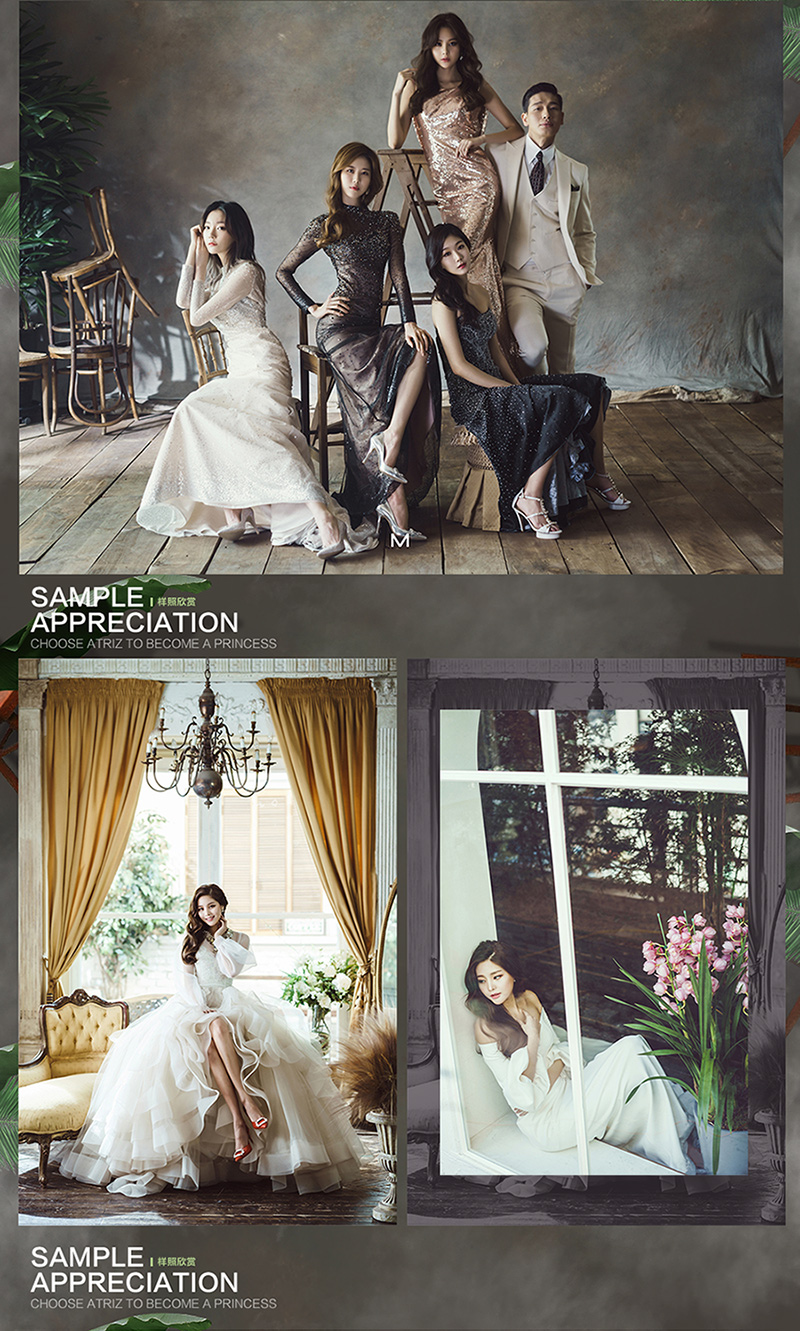 M
SAMPLE
样照欣赏
APPRECIATION
CHOOSE ATRIZ TO BECOME A PRINCESS
SAMPLE
样照欣赏
APPRECIATION
CHOOSE ATRIZ TO BECOME A PRINCESS